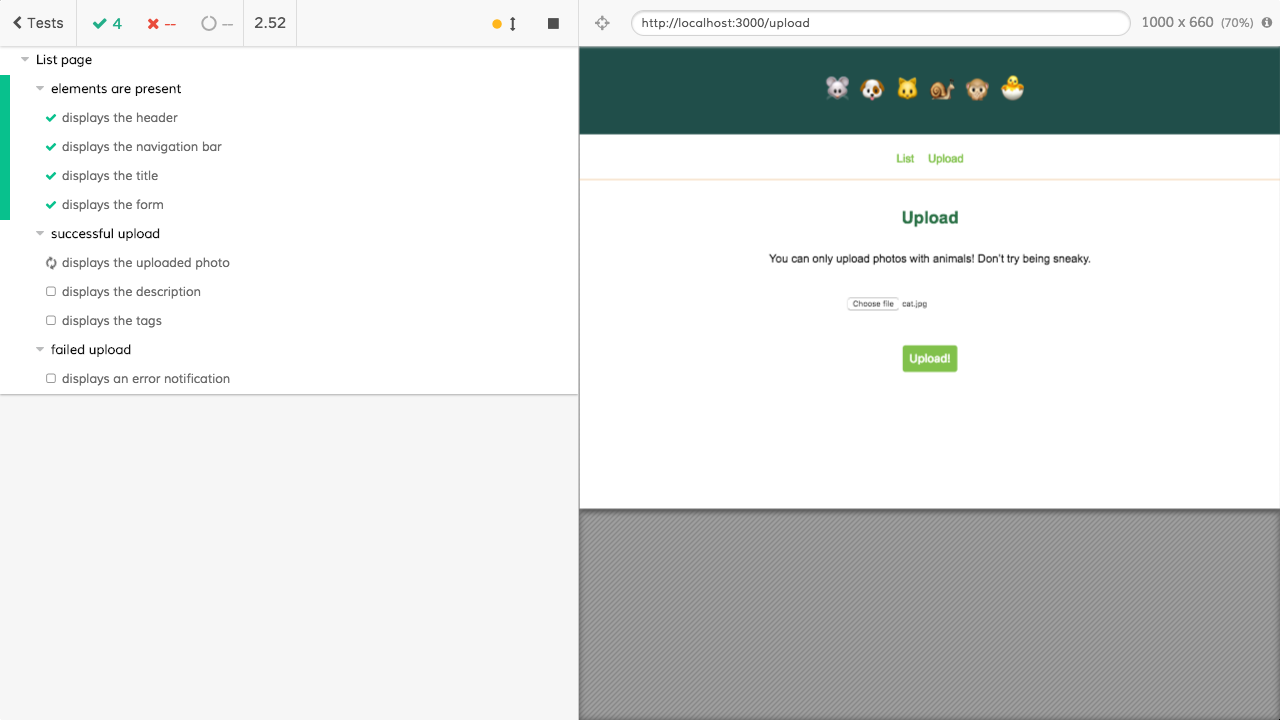 Tests 4 -- -- 2.52
List page
elements are present
displays the header
displays the navigation bar
displays the title
displays the form
successful upload
displays the uploaded photo
displays the description
displays the tags
failed upload
displays an error notification
http://localhost:3000/upload 1000 x 660 (70%)
List Upload
Upload
You can only upload photos with animals! Don't try being sneaky.
Choose file cat.jpg
Upload!